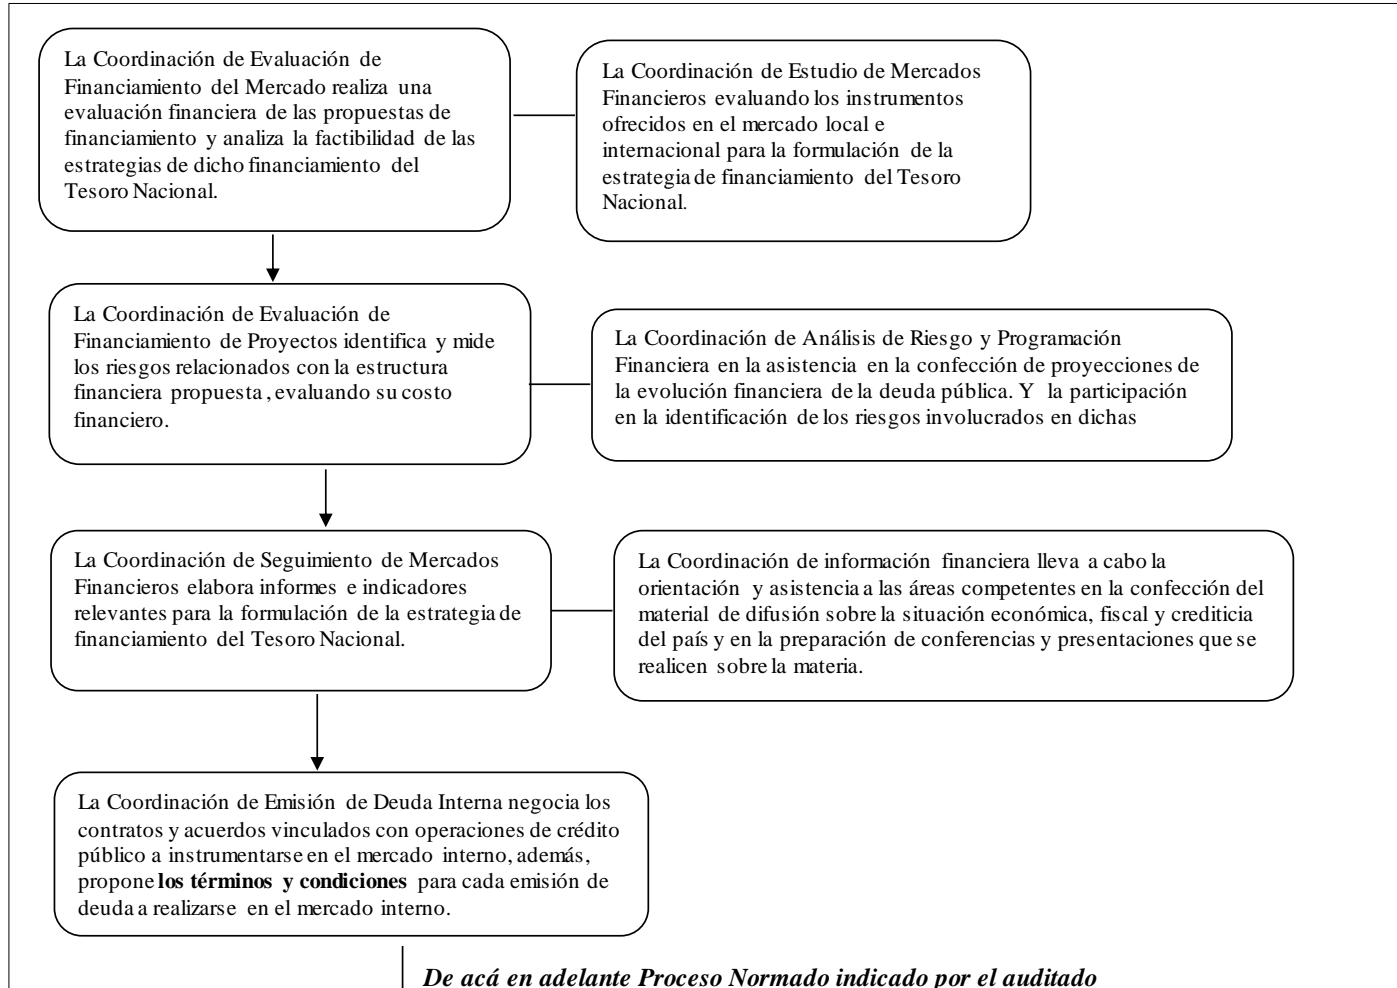 La Coordinación de Evaluación de
Financiamiento del Mercado realiza una
evaluación financiera de las propuestas de
financiamiento y analiza la factibilidad de las
estrategias de dicho financiamiento del
Tesoro Nacional.
La Coordinación de Estudio de Mercados
Financieros evaluando los instrumentos
ofrecidos en el mercado local e
internacional para la formulación de la
estrategia de financiamiento del Tesoro
Nacional.
La Coordinación de Evaluación de
Financiamiento de Proyectos identifica y mide
los riesgos relacionados con la estructura
financiera propuesta , evaluando su costo
financiero.
La Coordinación de Análisis de Riesgo y Programación
Financiera en la asistencia en la confección de proyecciones de
la evolución financiera de la deuda pública. Y la participación
en la identificación de los riesgos involucrados en dichas
La Coordinación de Seguimiento de Mercados
Financieros elabora informes e indicadores
relevantes para la formulación de la estrategia de
financiamiento del Tesoro Nacional.
La Coordinación de información financiera lleva a cabo la
orientación y asistencia a las áreas competentes en la confección del
material de difusión sobre la situación económica, fiscal y crediticia
del país y en la preparación de conferencias y presentaciones que se
realicen sobre la materia.
La Coordinación de Emisión de Deuda Interna negocia los
contratos y acuerdos vinculados con operaciones de crédito
público a instrumentarse en el mercado interno, además,
propone los términos y condiciones para cada emisión de
deuda a realizarse en el mercado interno.
De acá en adelante Proceso Normado indicado por el auditado